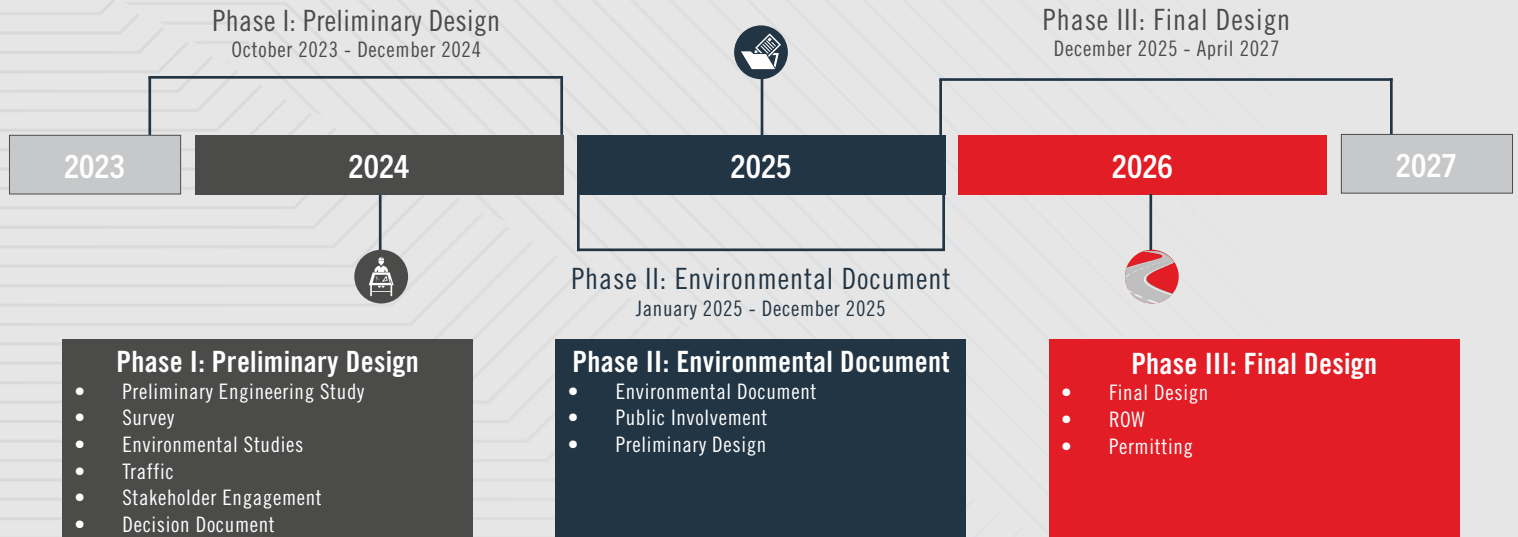 Phase I: Preliminary Design
October 2023 - December 2024
Phase III: Final Design
December 2025 - April 2027
2023
2024
2025
2026
2027
Phase II: Environmental Document
January 2025 - December 2025
Phase I: Preliminary Design
• Preliminary Engineering Study
• Survey
• Environmental Studies
• Traffic
• Stakeholder Engagement
• Decision Document
Phase II: Environmental Document
• Environmental Document
• Public Involvement
• Preliminary Design
Phase III: Final Design
• Final Design
• ROW
• Permitting